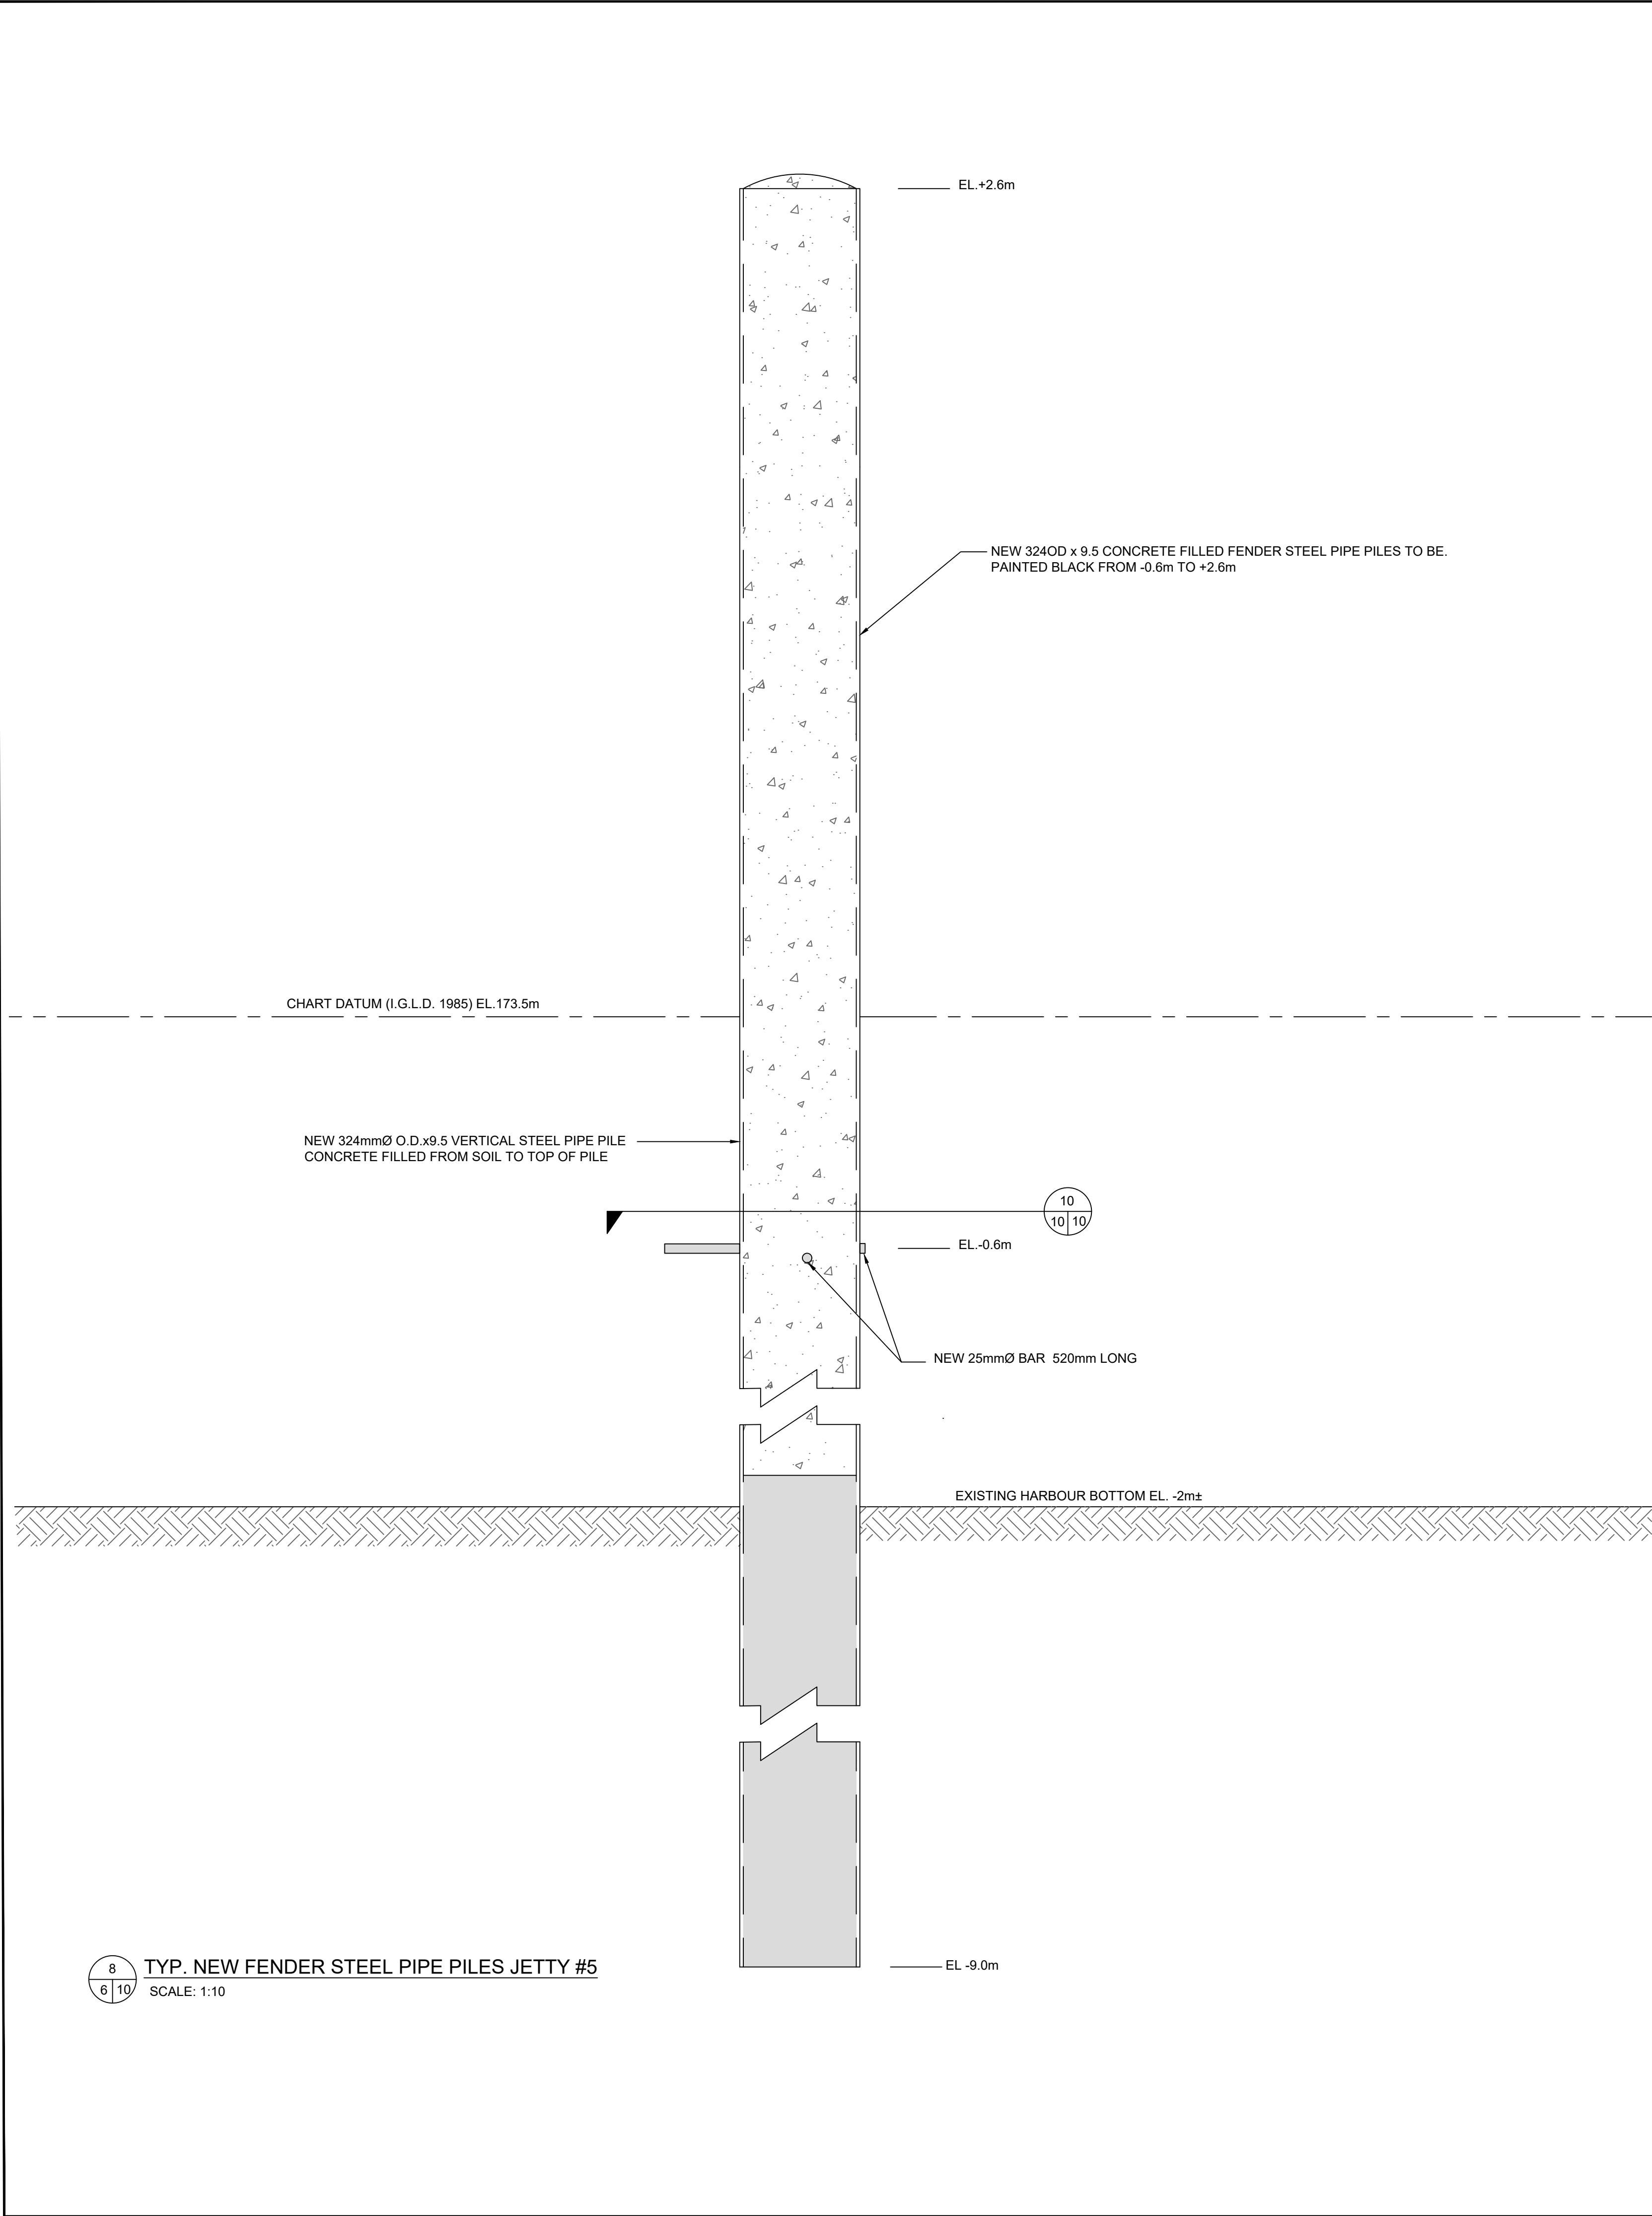 EL.+2.6m
NEW 324OD x 9.5 CONCRETE FILLED FENDER STEEL PIPE PILES TO BE.
PAINTED BLACK FROM -0.6m TO +2.6m
CHART DATUM (I.G.L.D. 1985) EL.173.5m
NEW 324mmØ O.D.x9.5 VERTICAL STEEL PIPE PILE
CONCRETE FILLED FROM SOIL TO TOP OF PILE
10
10 10
EL.-0.6m
NEW 25mmØ BAR 520mm LONG
EXISTING HARBOUR BOTTOM EL. -2m±
EL -9.0m
8
6 10
TYP. NEW FENDER STEEL PIPE PILES JETTY #5
SCALE: 1:10